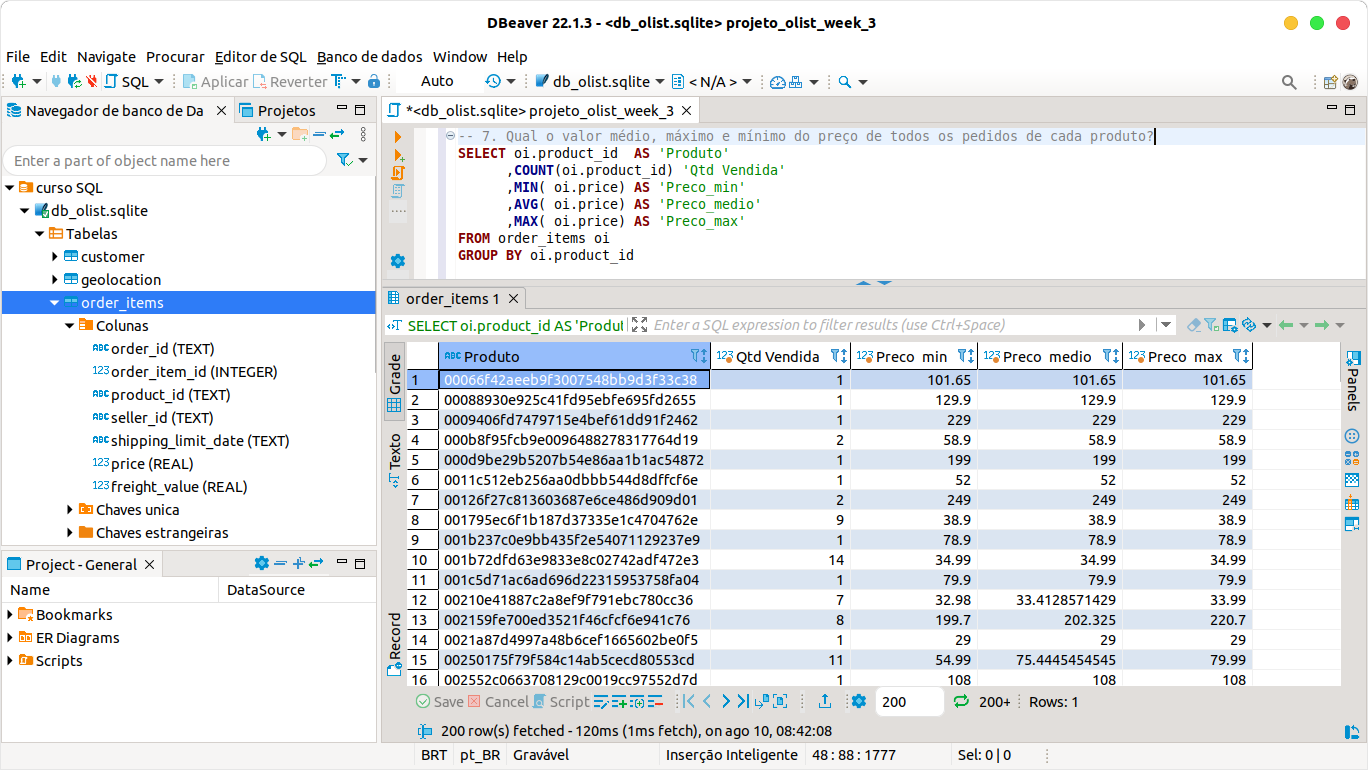 DBeaver 22.1.3 - <db_olist.sqlite> projeto_olist_week_3
File Edit Navigate Procurar Editor de SQL Banco de dados Window Help
SQL Aplicar Reverter Auto db_olist.sqlite < N/A >
Navegador de banco de Da
Projetos
Enter a part of object name here
curso SQL
db_olist.sqlite
Tabelas
customer
geolocation
order_items
Colunas
order_id (TEXT)
order_item_id (INTEGER)
product_id (TEXT)
seller_id (TEXT)
shipping_limit_date (TEXT)
price (REAL)
freight_value (REAL)
Chaves unica
Chaves estrangeiras
Project - General
Name DataSource
Bookmarks
ER Diagrams
Scripts
*<db_olist.sqlite> projeto_olist_week_3
-- 7. Qual o valor médio, máximo e mínimo do preço de todos os pedidos de cada produto?
SELECT oi.product_id AS 'Produto'
,COUNT(oi.product_id) 'Qtd Vendida'
,MIN( oi.price) AS 'Preco_min'
,AVG( oi.price) AS 'Preco_medio'
,MAX( oi.price) AS 'Preco_max'
FROM order_items oi
GROUP BY oi.product_id
order_items 1
SELECT oi.product_id AS 'Produt Enter a SQL expression to filter results (use Ctrl+Space)
Grade
Texto
Record
Panels
Produto Qtd Vendida Preco_min Preco_medio Preco_max
1 00066f42aeeb9f3007548bb9d3f33c38 1 101.65 101.65 101.65
2 00088930e925c41fd95ebfe695fd2655 1 129.9 129.9 129.9
3 0009406fd7479715e4bef61dd91f2462 1 229 229 229
4 000b8f95fcb9e0096488278317764d19 2 58.9 58.9 58.9
5 000d9be29b5207b54e86aa1b1ac54872 1 199 199 199
6 0011c512eb256aa0dbbb544d8dffcf6e 1 52 52 52
7 00126f27c813603687e6ce486d909d01 2 249 249 249
8 001795ec6f1b187d37335e1c4704762e 9 38.9 38.9 38.9
9 001b237c0e9bb435f2e54071129237e9 1 78.9 78.9 78.9
10 001b72dfd63e9833e8c02742adf472e3 14 34.99 34.99 34.99
11 001c5d71ac6ad696d22315953758fa04 1 79.9 79.9 79.9
12 00210e41887c2a8ef9f791ebc780cc36 7 32.98 33.4128571429 33.99
13 002159fe700ed3521f46cfcf6e941c76 8 199.7 202.325 220.7
14 0021a87d4997a48b6cef1665602be0f5 1 29 29 29
15 00250175f79f584c14ab5cecd80553cd 11 54.99 75.4445454545 79.99
16 002552c0663708129c0019cc97552d7d 1 108 108 108
Save Cancel Script 200 200+ Rows: 1
200 row(s) fetched - 120ms (1ms fetch), on ago 10, 08:42:08
BRT pt_BR Gravável Inserção Inteligente 48 : 88 : 1777 Sel: 0 | 0